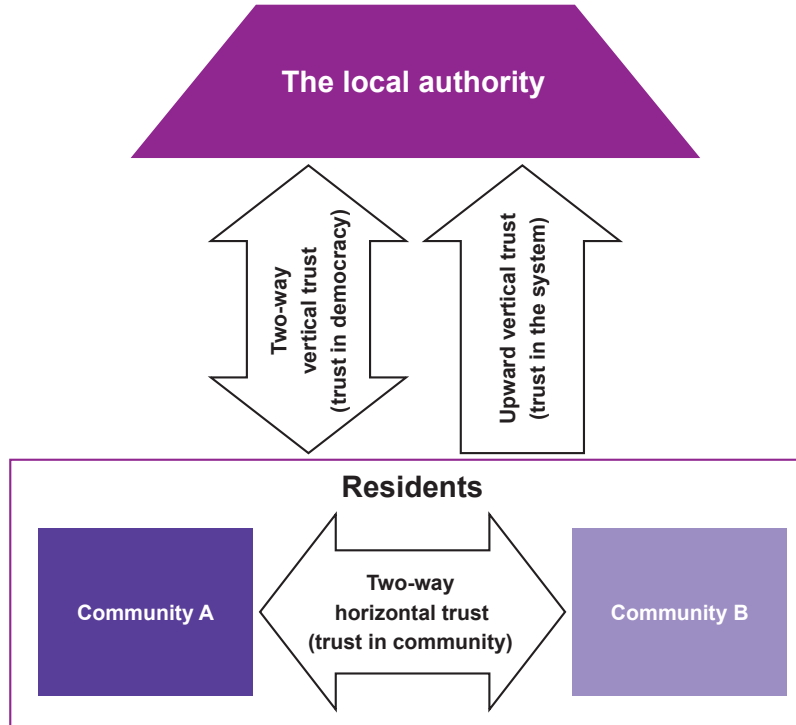 The local authority
Two-way
vertical trust
(trust in democracy)
Upward vertical trust
(trust in the system)
Residents
Community A
Two-way
horizontal trust
(trust in community)
Community B